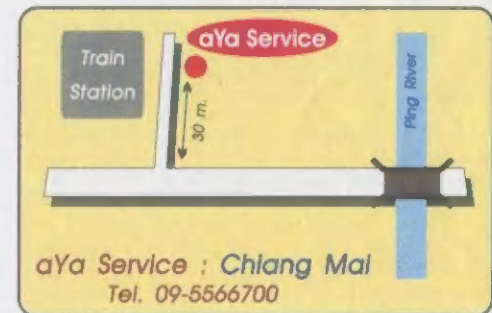 Train
Station
aYa Service
30 m.
Ping River
aYa Service : Chiang Mai
Tel. 09-5566700